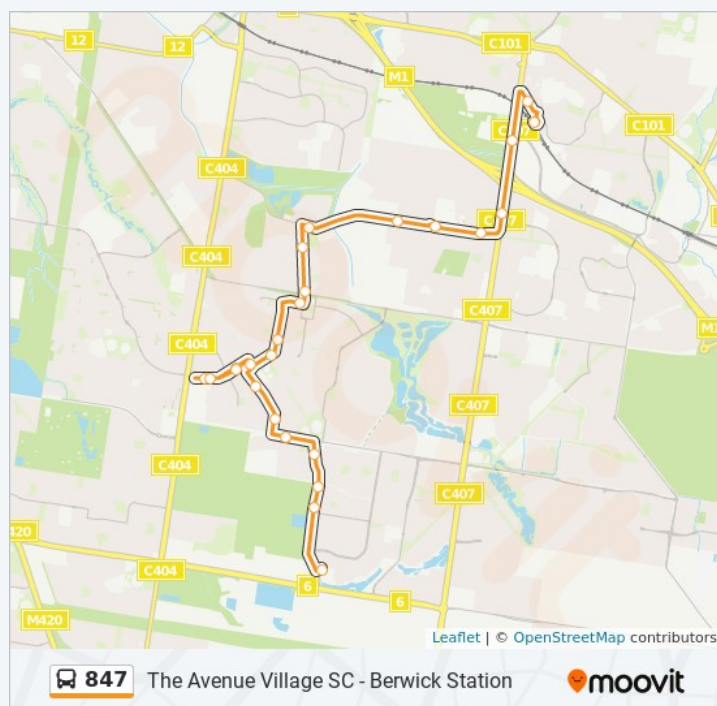 12
12
C101
M1
C101
C404
C407
C404
C407
M1
C404
C407
C404
C407
420
C404
6
6
M420
Leaflet | © OpenStreetMap contributors
847 The Avenue Village SC - Berwick Station
moovit